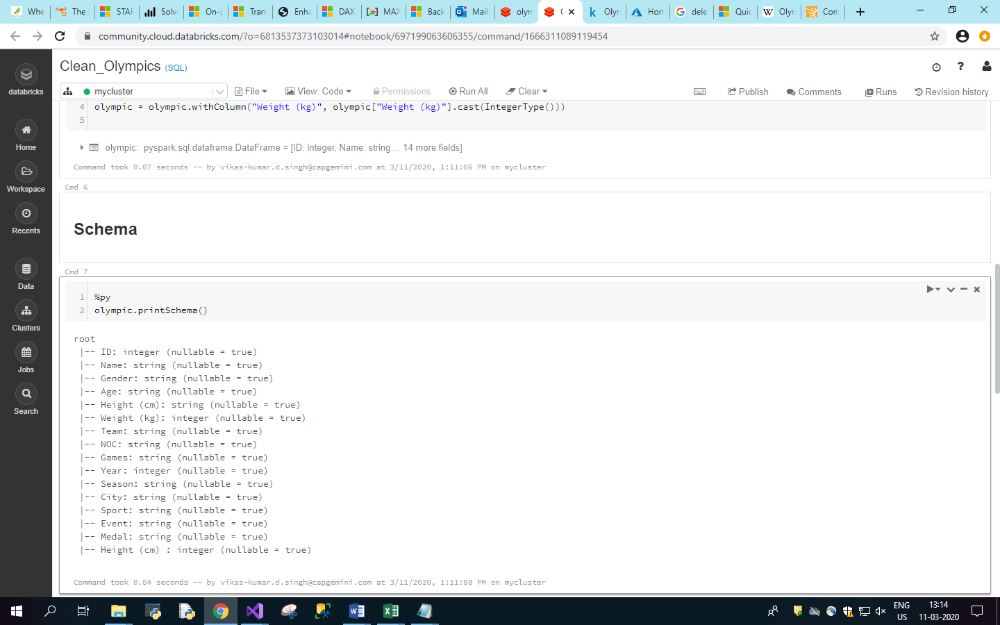 Whe
The
STAF
Solv
On-p
Tran
Enha
DAX
MAX
Back
Mail
olym
Olyn
Hom
dele
Quic
Olyn
Com
community.cloud.databricks.com/?o=6813537373103014#notebook/697199063606355/command/1666311089119454
Clean_Olympics (SQL)
mycluster File View: Code Permissions Run All Clear Publish Comments Runs Revision history
databricks
Home
Workspace
Recents
Data
Clusters
Jobs
Search
4 olympic = olympic.withColumn("Weight (kg)", olympic["Weight (kg)"].cast(IntegerType()))
5
olympic: pyspark.sql.dataframe.DataFrame = [ID: integer, Name: string ... 14 more fields]
Command took 0.07 seconds -- by vikas-kumar.d.singh@capgemini.com at 3/11/2020, 1:11:06 PM on mycluster
Cmd 6
Schema
Cmd 7
1 %py
2 olympic.printSchema()
root
|-- ID: integer (nullable = true)
|-- Name: string (nullable = true)
|-- Gender: string (nullable = true)
|-- Age: string (nullable = true)
|-- Height (cm): string (nullable = true)
|-- Weight (kg): integer (nullable = true)
|-- Team: string (nullable = true)
|-- NOC: string (nullable = true)
|-- Games: string (nullable = true)
|-- Year: integer (nullable = true)
|-- Season: string (nullable = true)
|-- City: string (nullable = true)
|-- Sport: string (nullable = true)
|-- Event: string (nullable = true)
|-- Medal: string (nullable = true)
|-- Height (cm) : integer (nullable = true)
Command took 0.04 seconds -- by vikas-kumar.d.singh@capgemini.com at 3/11/2020, 1:11:08 PM on mycluster
ENG
US
13:14
11-03-2020